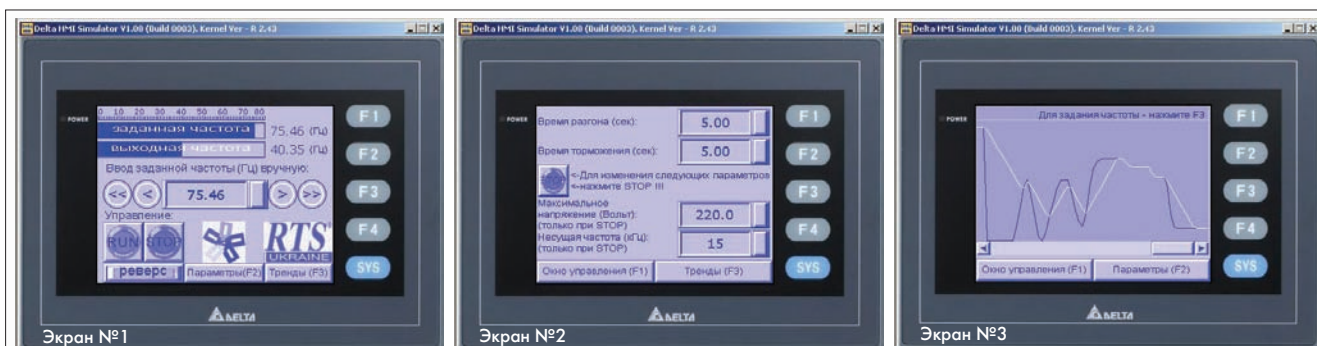 Delta HMI Simulator V1.00 (Build 0003), Kernel Ver - R 2.43
POWER
0 10 20 30 40 50 60 70 80
заданная частота 75.46 (Гц)
выходная частота 40.35 (Гц)
Ввод заданной частоты (Гц) вручную:
<< < 75.46 > >>
Управление:
RUN STOP
RTS
UKRAINE
реверс Параметры(F2) Тренды (F3)
F1
F2
F3
F4
SYS
DELTA
Экран №1
Delta HMI Simulator V1.00 (Build 0003), Kernel Ver - R 2.43
POWER
Время разгона (сек): 5.00
Время торможения (сек): 5.00
<-Для изменения следующих параметров
<-нажмите STOP !!!
Максимальное
напряжение (Вольт): 220.0
(только при STOP)
Несущая частота (кГц): 15
(только при STOP)
Окно управления (F1) Тренды (F3)
F1
F2
F3
F4
SYS
DELTA
Экран №2
Delta HMI Simulator V1.00 (Build 0003), Kernel Ver - R 2.43
POWER
Для задания частоты - нажмите F3
Окно управления (F1) Параметры (F2)
F1
F2
F3
F4
SYS
DELTA
Экран №3